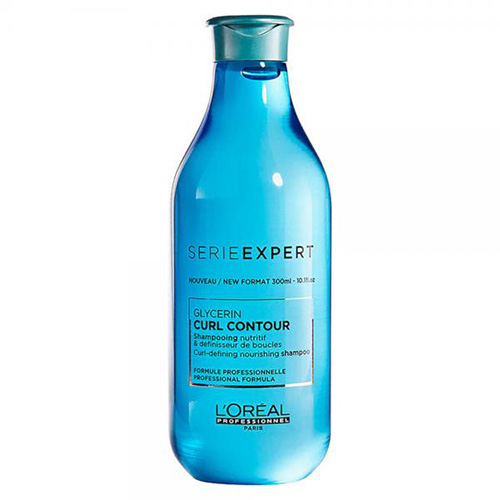 SERIEEXPERT
NOUVEAU / NEW FORMAT 300ml - 10.1fl.oz
GLYCERIN
CURL CONTOUR
Shampooing nutritif
& définisseur de boucles
Curl-defining nourishing shampoo
FORMULE PROFESSIONNELLE
PROFESSIONAL FORMULA
L'ORÉAL
PROFESSIONNEL
PARIS